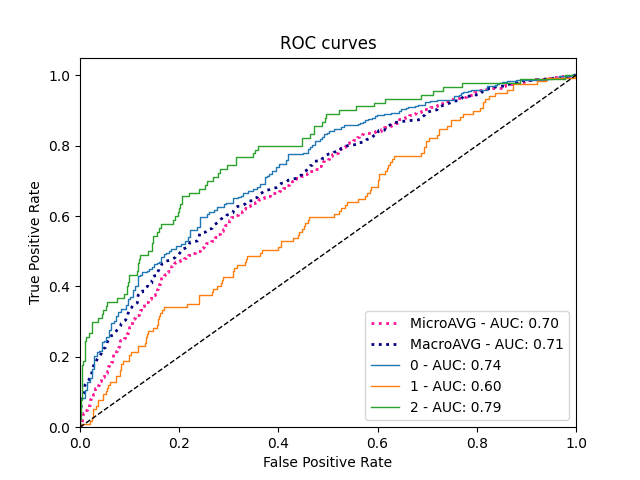 ROC curves
True Positive Rate
1.0
0.8
0.6
0.4
0.2
0.0
MicroAVG - AUC: 0.70
MacroAVG - AUC: 0.71
0 - AUC: 0.74
1 - AUC: 0.60
2 - AUC: 0.79
0.0 0.2 0.4 0.6 0.8 1.0
False Positive Rate